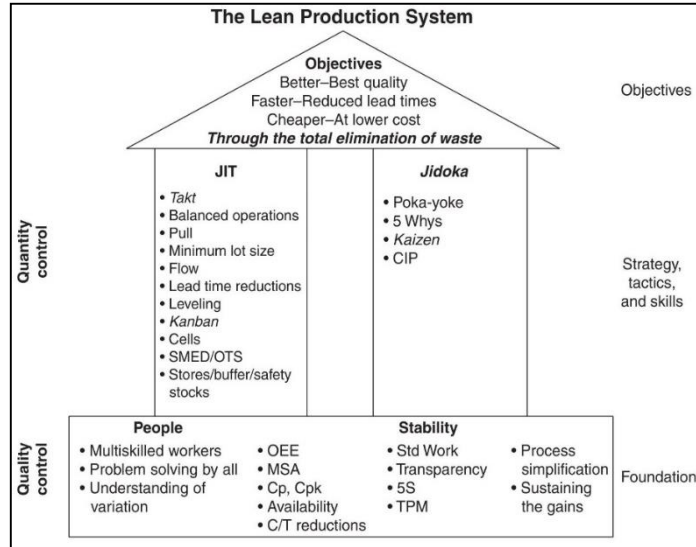 The Lean Production System
Objectives
Better–Best quality
Faster–Reduced lead times
Cheaper–At lower cost
Through the total elimination of waste
Objectives
Quantity
control
JIT
• Takt
• Balanced operations
• Pull
• Minimum lot size
• Flow
• Lead time reductions
• Leveling
• Kanban
• Cells
• SMED/OTS
• Stores/buffer/safety
stocks
Jidoka
• Poka-yoke
• 5 Whys
• Kaizen
• CIP
Strategy,
tactics,
and skills
Quality
control
People
• Multiskilled workers
• Problem solving by all
• Understanding of
variation
• OEE
• MSA
• Cp, Cpk
• Availability
• C/T reductions
Stability
• Std Work
• Transparency
• 5S
• TPM
• Process
simplification
• Sustaining
the gains
Foundation